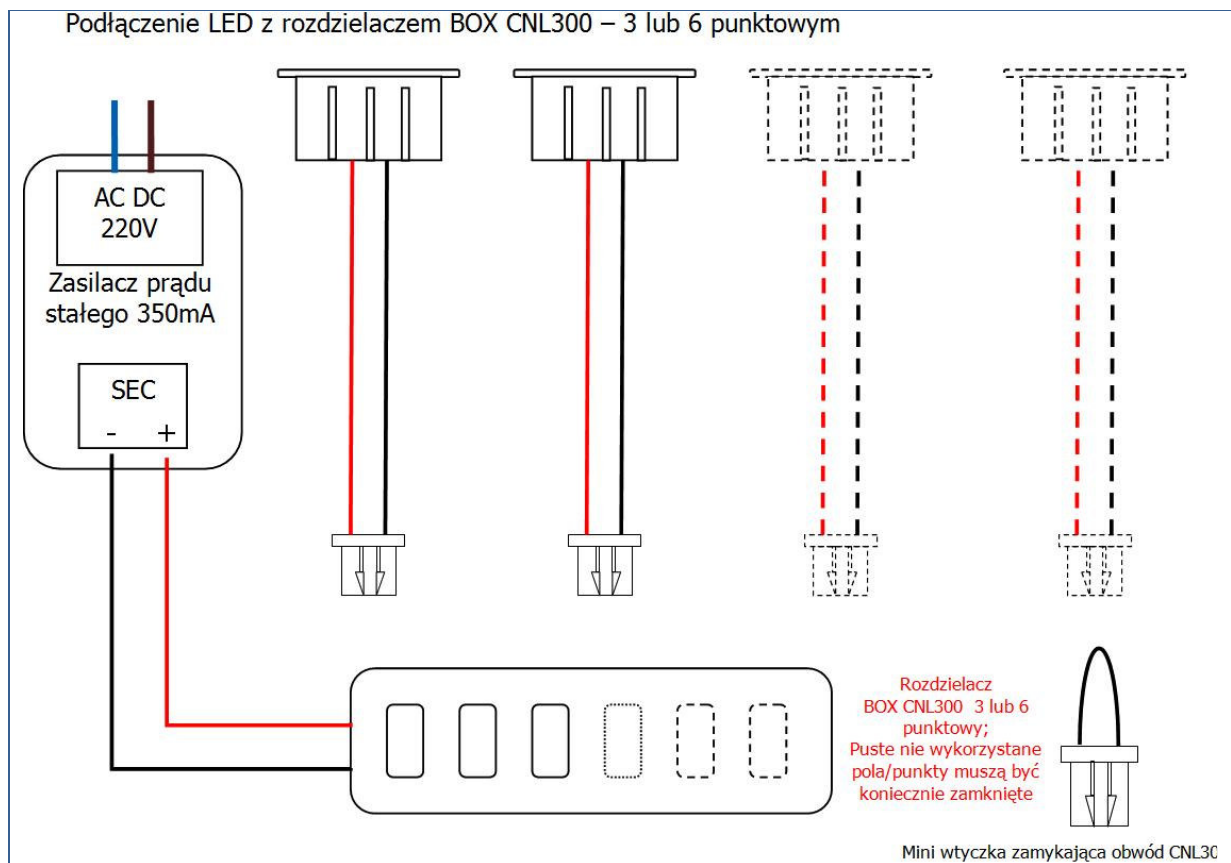 Podłączenie LED z rozdzielaczem BOX CNL300 – 3 lub 6 punktowym
AC DC
220V
Zasilacz prądu
stałego 350mA
SEC
- +
Rozdzielacz
BOX CNL300 3 lub 6
punktowy;
Puste nie wykorzystane
pola/punkty muszą być
koniecznie zamknięte
Mini wtyczka zamykająca obwód CNL30